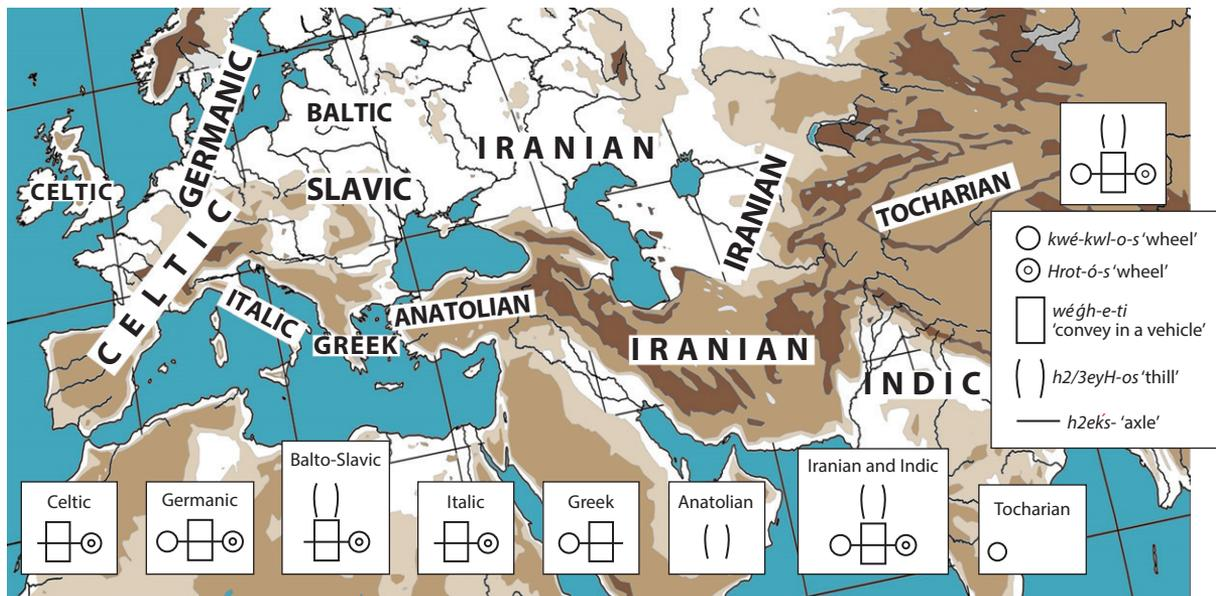 GERMANIC
BALTIC
IRANIAN
CELTIC
SLAVIC
IRANIAN
TOCHARIAN
CELTIC
ITALIC
ANATOLIAN
GREEK
IRANIAN
INDIC
kwé-kwl-o-s ‘wheel’
Hrot-ó-s ‘wheel’
wéǵh-e-ti
‘convey in a vehicle’
h2/3eyH-os ‘thill’
h2eḱs- ‘axle’
Celtic
Germanic
Balto-Slavic
Italic
Greek
Anatolian
Iranian and Indic
Tocharian